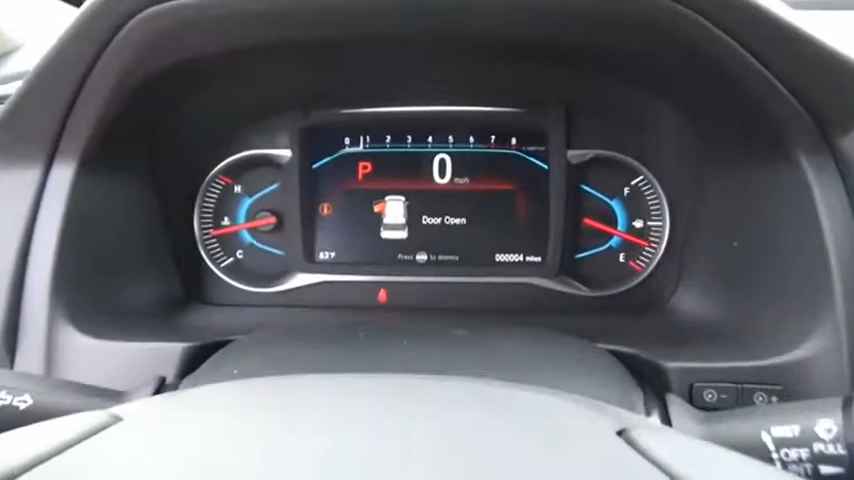 0 1 2 3 4 5 6 7 8
P 0 mph
H
C
F
E
Door Open
Press to dismiss
63°F
000004 miles
- +
MIST
OFF PULL
INT